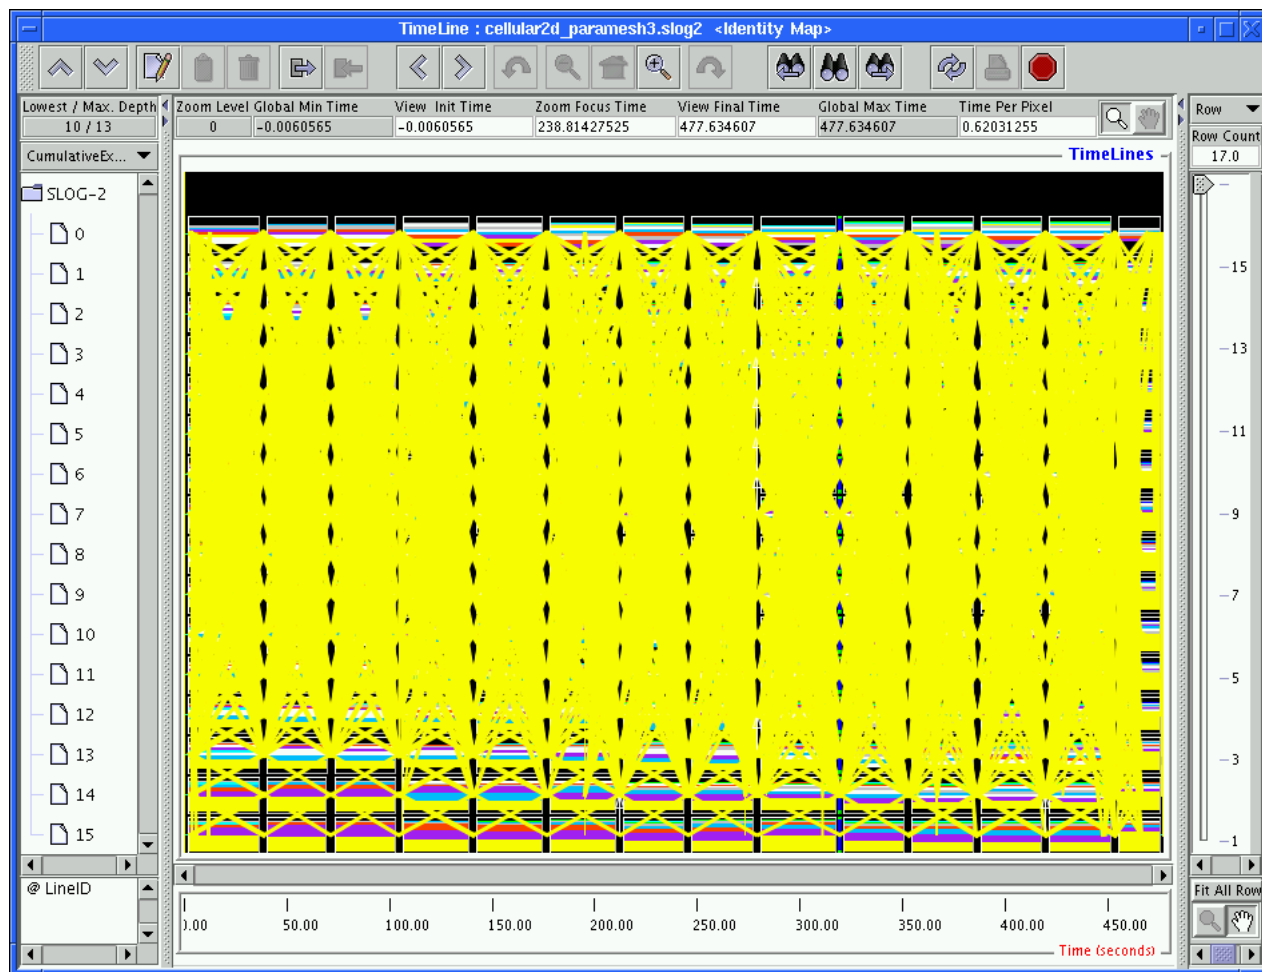 TimeLine : cellular2d_paramesh3.slog2 <Identity Map>
Lowest / Max. Depth
10 / 13
Zoom Level Global Min Time View Init Time Zoom Focus Time View Final Time Global Max Time Time Per Pixel
0 -0.0060565 -0.0060565 238.81427525 477.634607 477.634607 0.62031255
Row
Row Count
17.0
CumulativeEx...
TimeLines
SLOG-2
0
1
2
3
4
5
6
7
8
9
10
11
12
13
14
15
15
13
11
9
7
5
3
1
@ LineID
Fit All Row
0.00 50.00 100.00 150.00 200.00 250.00 300.00 350.00 400.00 450.00
Time (seconds)